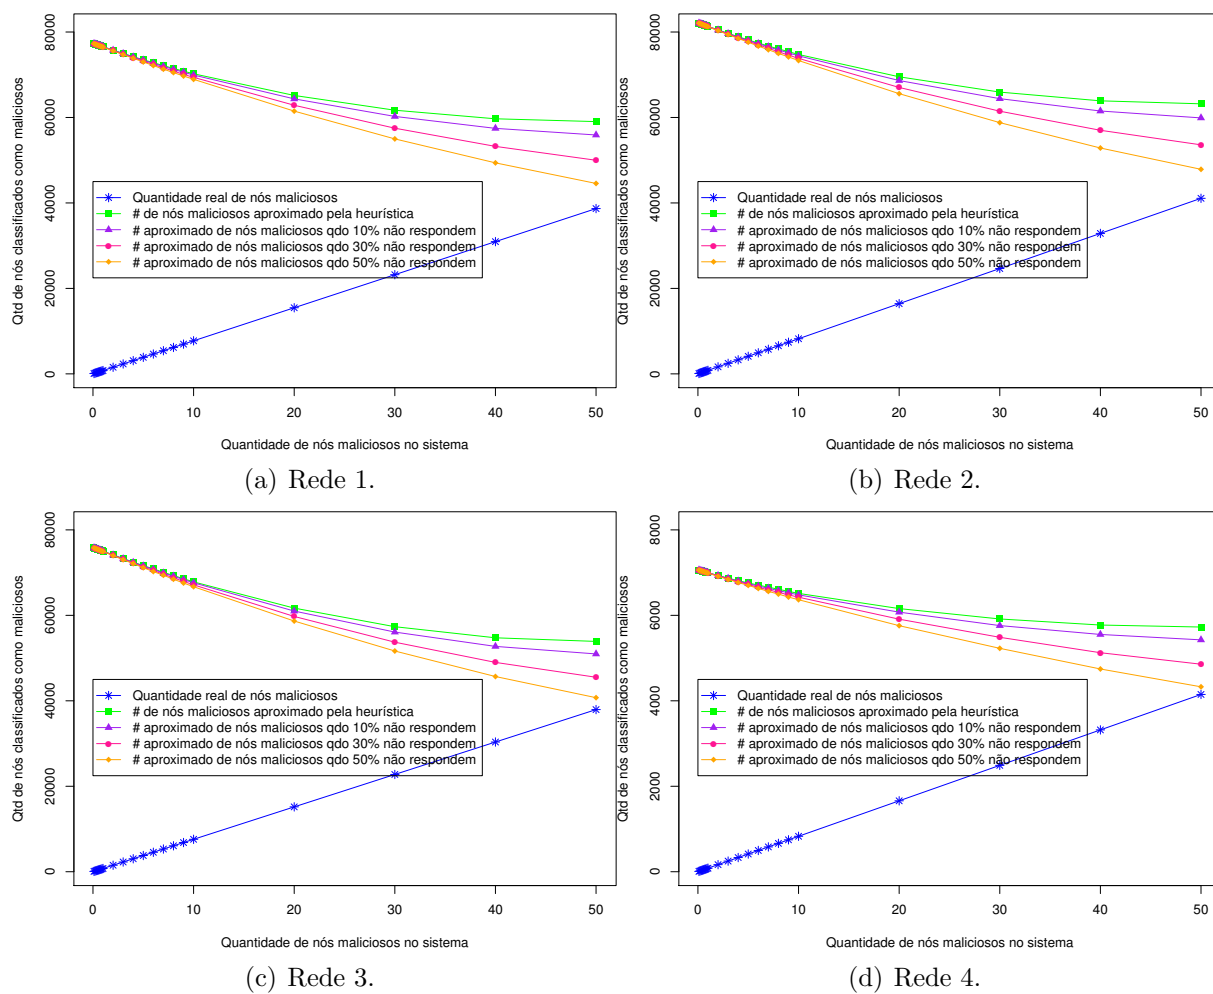 Qtd de nós classificados como maliciosos
80000
60000
40000
20000
0
Quantidade real de nós maliciosos
# de nós maliciosos aproximado pela heurística
# aproximado de nós maliciosos qdo 10% não respondem
# aproximado de nós maliciosos qdo 30% não respondem
# aproximado de nós maliciosos qdo 50% não respondem
0 10 20 30 40 50
Quantidade de nós maliciosos no sistema
(a) Rede 1.
Qtd de nós classificados como maliciosos
80000
60000
40000
20000
0
Quantidade real de nós maliciosos
# de nós maliciosos aproximado pela heurística
# aproximado de nós maliciosos qdo 10% não respondem
# aproximado de nós maliciosos qdo 30% não respondem
# aproximado de nós maliciosos qdo 50% não respondem
0 10 20 30 40 50
Quantidade de nós maliciosos no sistema
(b) Rede 2.
Qtd de nós classificados como maliciosos
80000
60000
40000
20000
0
Quantidade real de nós maliciosos
# de nós maliciosos aproximado pela heurística
# aproximado de nós maliciosos qdo 10% não respondem
# aproximado de nós maliciosos qdo 30% não respondem
# aproximado de nós maliciosos qdo 50% não respondem
0 10 20 30 40 50
Quantidade de nós maliciosos no sistema
(c) Rede 3.
Qtd de nós classificados como maliciosos
8000
6000
4000
2000
0
Quantidade real de nós maliciosos
# de nós maliciosos aproximado pela heurística
# aproximado de nós maliciosos qdo 10% não respondem
# aproximado de nós maliciosos qdo 30% não respondem
# aproximado de nós maliciosos qdo 50% não respondem
0 10 20 30 40 50
Quantidade de nós maliciosos no sistema
(d) Rede 4.